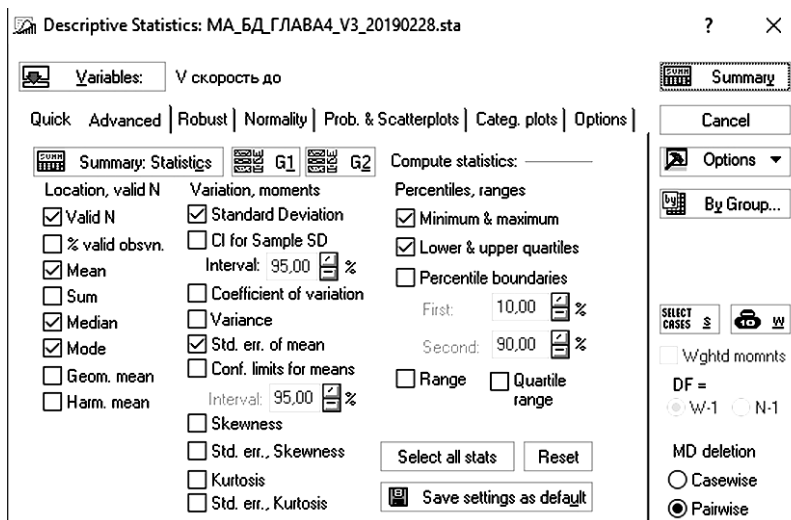 Descriptive Statistics: МА_БД_ГЛАВА4_V3_20190228.sta
?
Variables:
V скорость до
Quick
Advanced
Robust
Normality
Prob. & Scatterplots
Categ. plots
Options
Summary: Statistics
G1
G2
Location, valid N
Valid N
% valid obsvn.
Mean
Sum
Median
Mode
Geom. mean
Harm. mean
Variation, moments
Standard Deviation
CI for Sample SD
Interval: 95,00 %
Coefficient of variation
Variance
Std. err. of mean
Conf. limits for means
Interval: 95,00 %
Skewness
Std. err., Skewness
Kurtosis
Std. err., Kurtosis
Compute statistics:
Percentiles, ranges
Minimum & maximum
Lower & upper quartiles
Percentile boundaries
First: 10,00 %
Second: 90,00 %
Range
Quartile
range
Select all stats
Reset
Save settings as default
SUMM Summary
Cancel
Options
By Group...
SELECT
CASES S
W
Wghtd momnts
DF =
W-1
N-1
MD deletion
Casewise
Pairwise